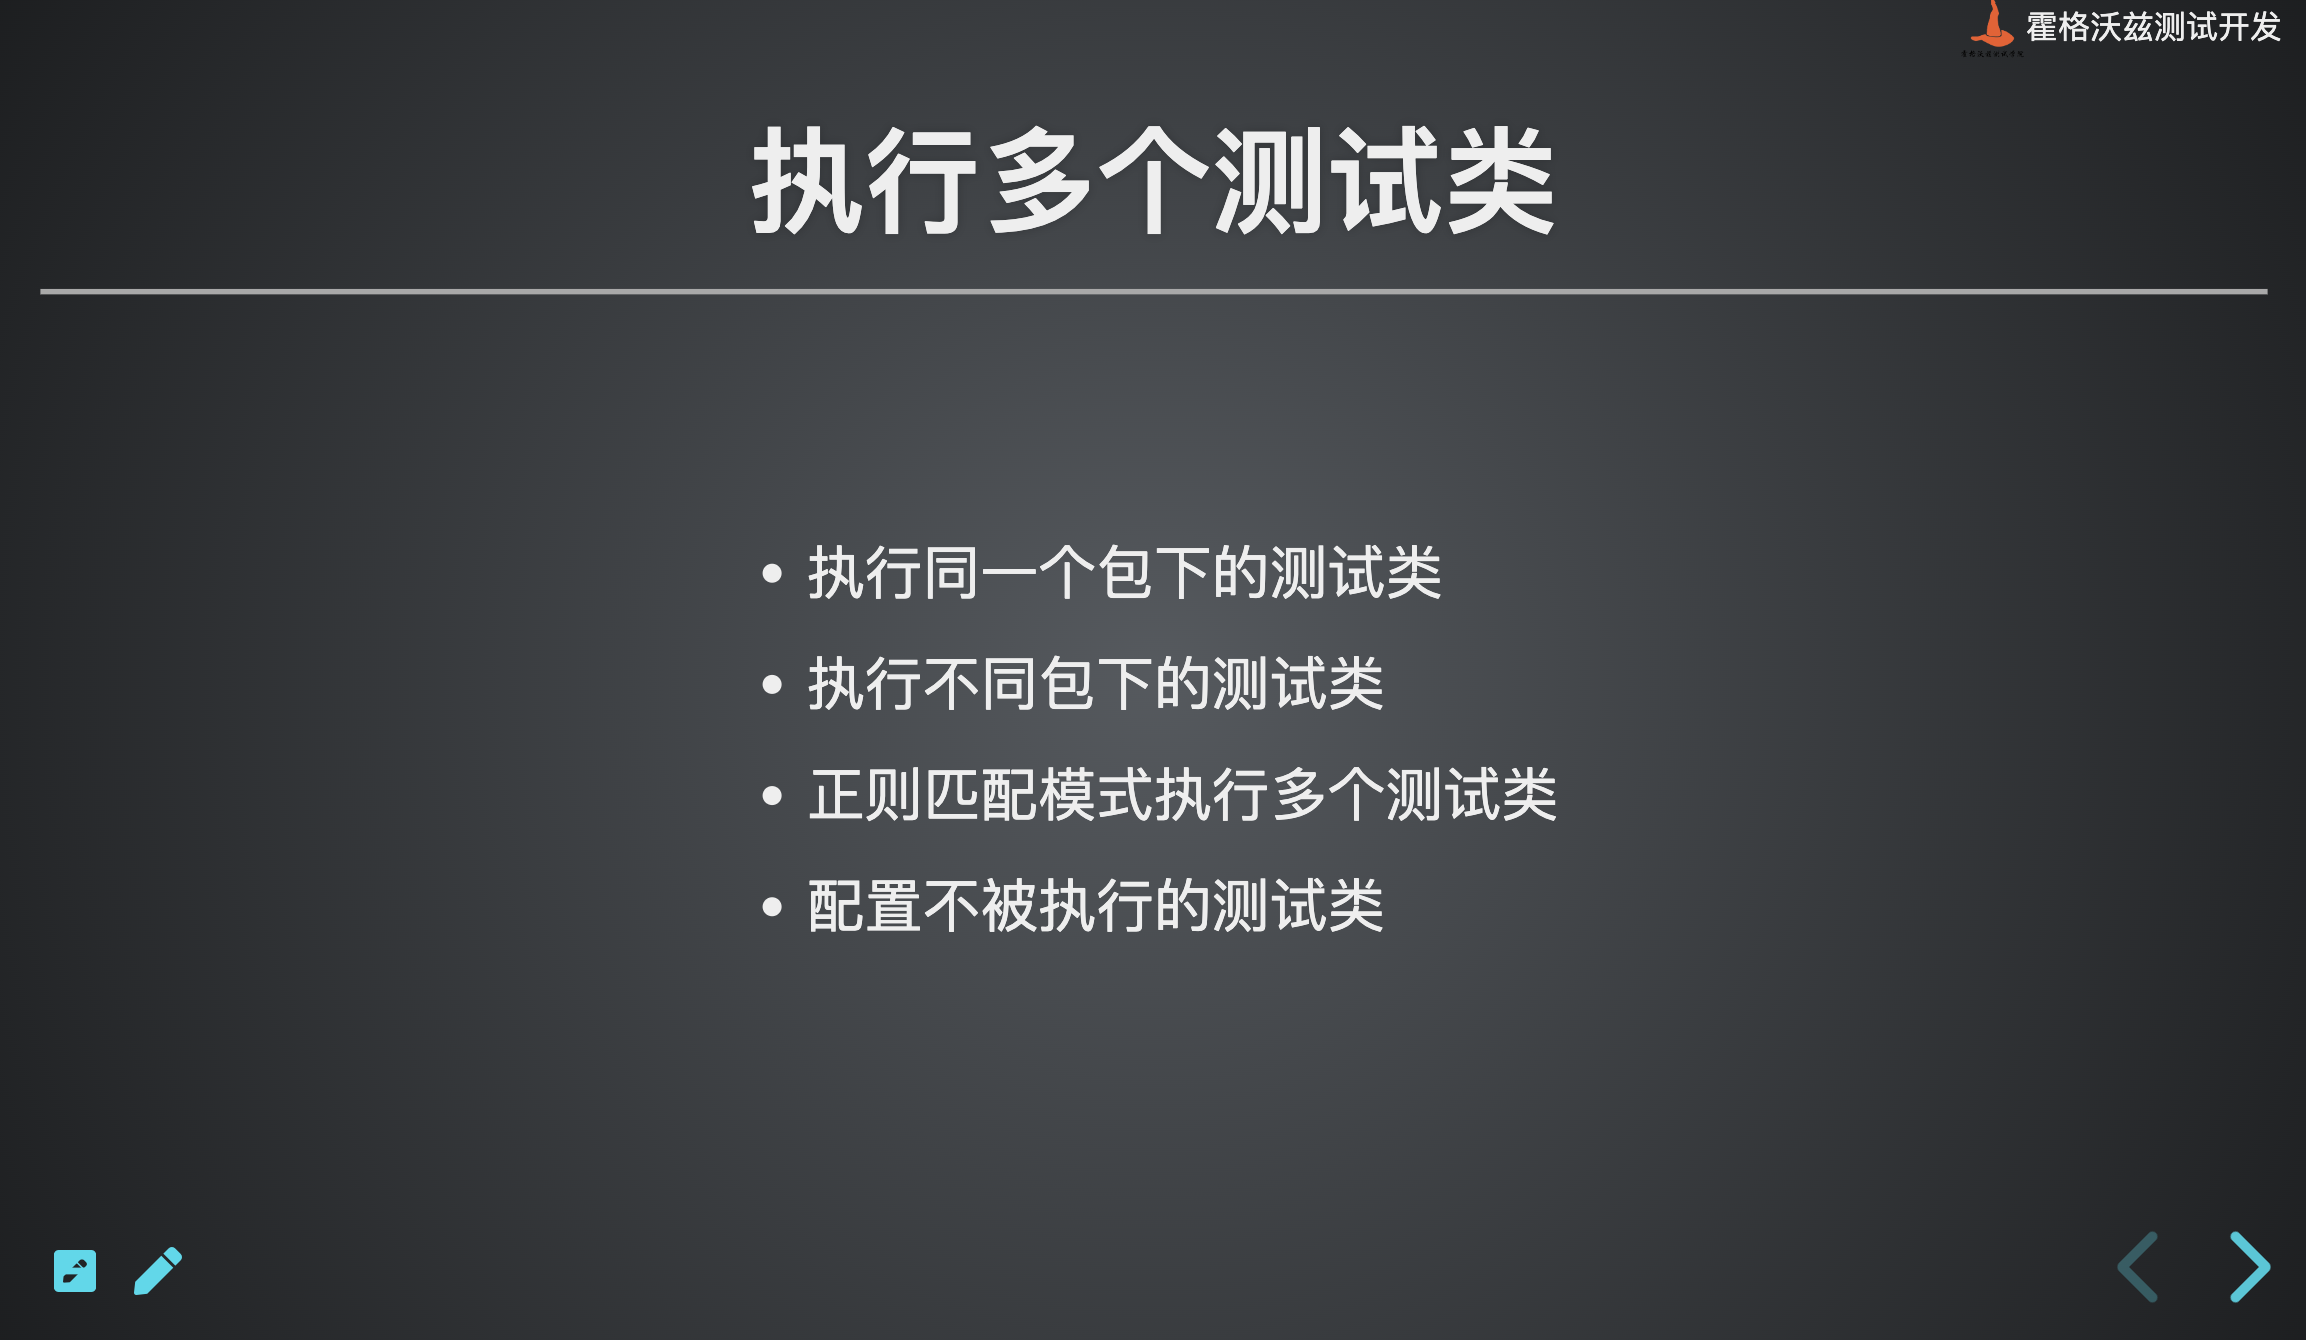 霍格沃兹测试开发
执行多个测试类
执行同一个包下的测试类
执行不同包下的测试类
正则匹配模式执行多个测试类
配置不被执行的测试类